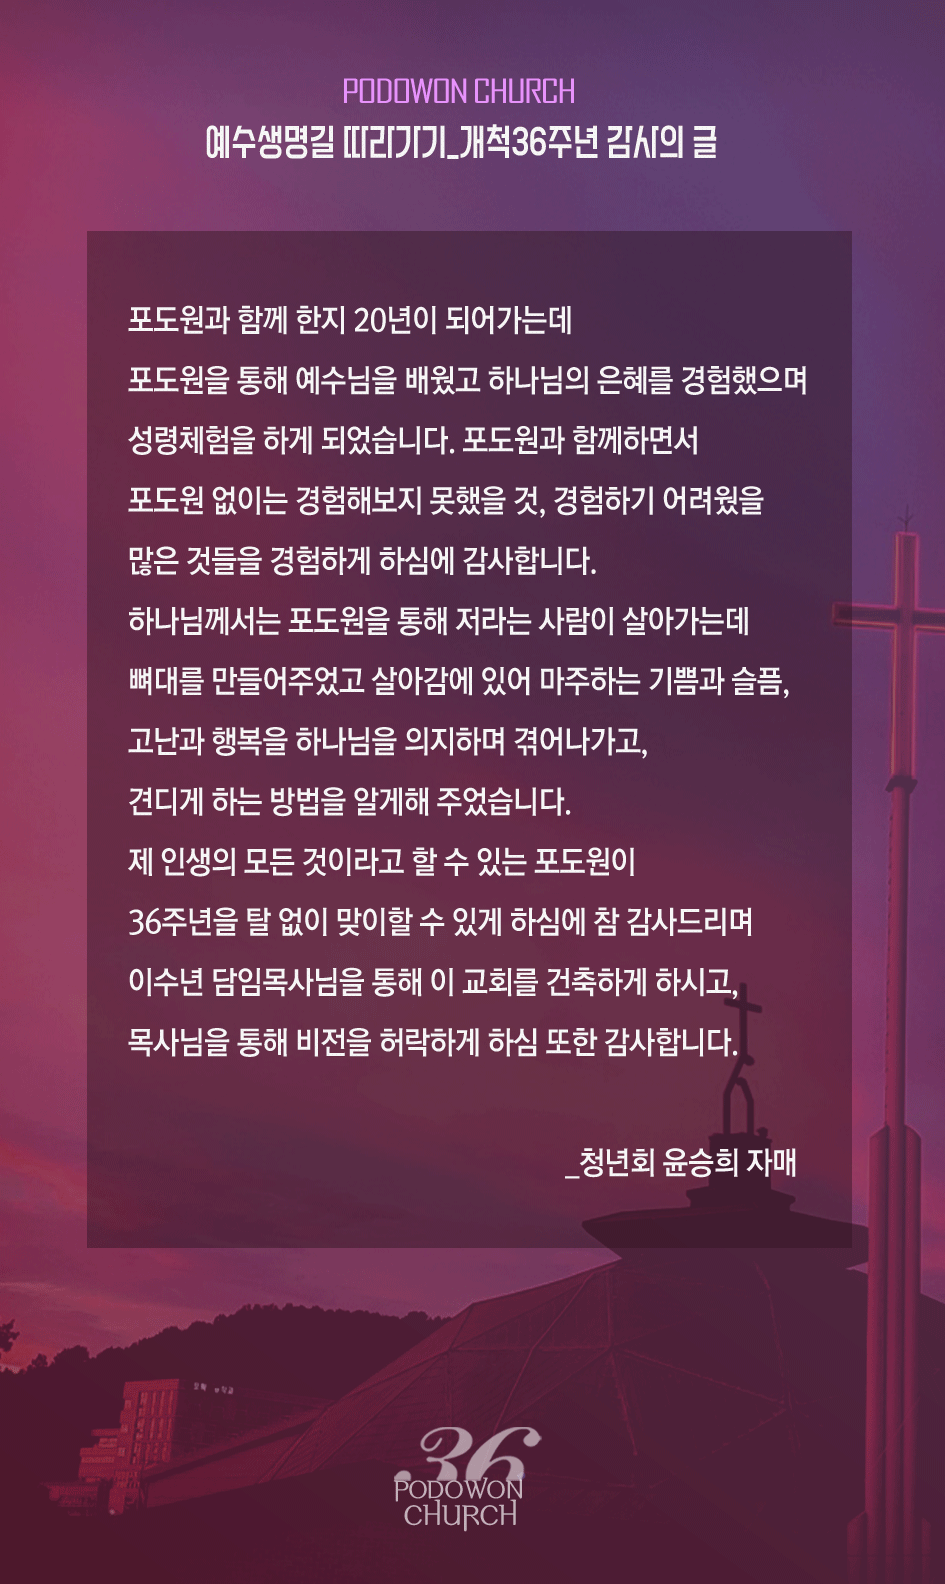 PODOWON CHURCH
예수생명길 따라가기_개척36주년 감사의 글
포도원과 함께 한지 20년이 되어가는데
포도원을 통해 예수님을 배웠고 하나님의 은혜를 경험했으며
성령체험을 하게 되었습니다. 포도원과 함께하면서
포도원 없이는 경험해보지 못했을 것, 경험하기 어려웠을
많은 것들을 경험하게 하심에 감사합니다.
하나님께서는 포도원을 통해 저라는 사람이 살아가는데
뼈대를 만들어주었고 살아감에 있어 마주하는 기쁨과 슬픔,
고난과 행복을 하나님을 의지하며 겪어나가고,
견디게 하는 방법을 알게해 주었습니다.
제 인생의 모든 것이라고 할 수 있는 포도원이
36주년을 탈 없이 맞이할 수 있게 하심에 참 감사드리며
이수년 담임목사님을 통해 이 교회를 건축하게 하시고,
목사님을 통해 비전을 허락하게 하심 또한 감사합니다.
_청년회 윤승희 자매
36
PODOWON
CHURCH